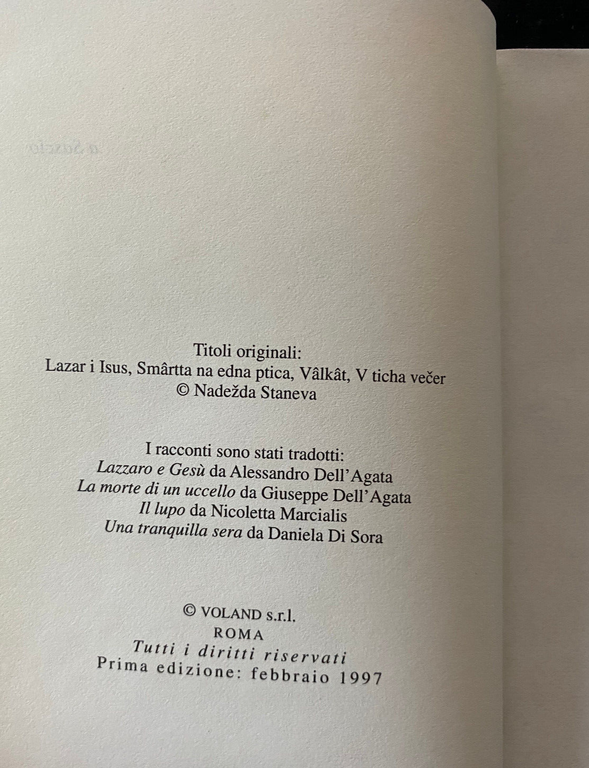 a Sascio
Titoli originali:
Lazar i Isus, Smârtta na edna ptica, Vâlkât, V ticha večer
© Nadežda Staneva
I racconti sono stati tradotti:
Lazzaro e Gesù da Alessandro Dell'Agata
La morte di un uccello da Giuseppe Dell'Agata
Il lupo da Nicoletta Marcialis
Una tranquilla sera da Daniela Di Sora
© VOLAND s.r.l.
ROMA
Tutti i diritti riservati
Prima edizione: febbraio 1997